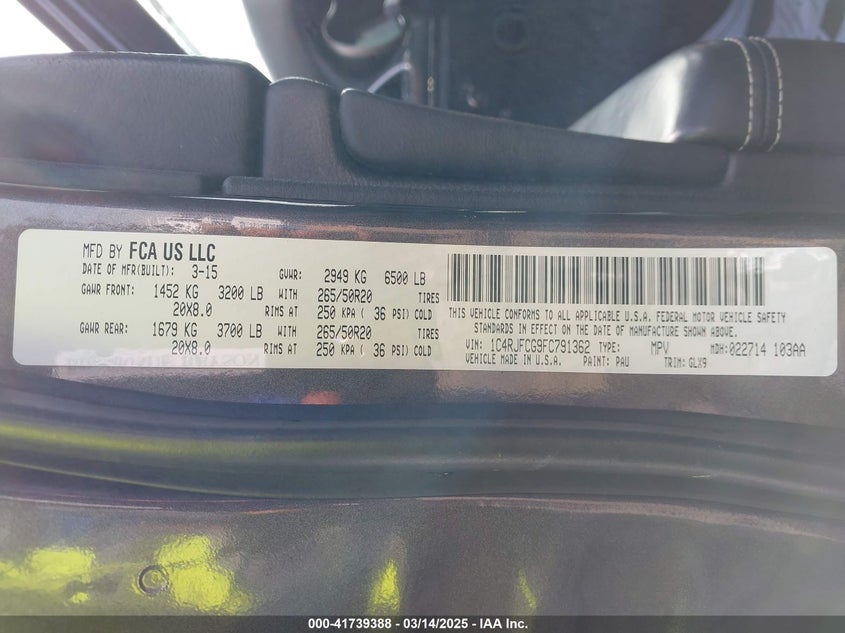 MFD BY FCA US LLC
DATE OF MFR(BUILT): 3-15 GVWR: 2949 KG 6500 LB
GAWR FRONT: 1452 KG 3200 LB WITH 265/50R20 TIRES
20X8.0 RIMS AT 250 KPA ( 36 PSI) COLD
GAWR REAR: 1679 KG 3700 LB WITH 265/50R20 TIRES
20X8.0 RIMS AT 250 KPA ( 36 PSI) COLD
THIS VEHICLE CONFORMS TO ALL APPLICABLE U.S.A. FEDERAL MOTOR VEHICLE SAFETY
STANDARDS IN EFFECT ON THE DATE OF MANUFACTURE SHOWN ABOVE.
VIN: 1C4RJFCG9FC791362 TYPE: MPV MDH:022714 103AA
VEHICLE MADE IN U.S.A. PAINT: PAU TRIM: GLX9
000-41739388 - 03/14/2025 - IAA Inc.